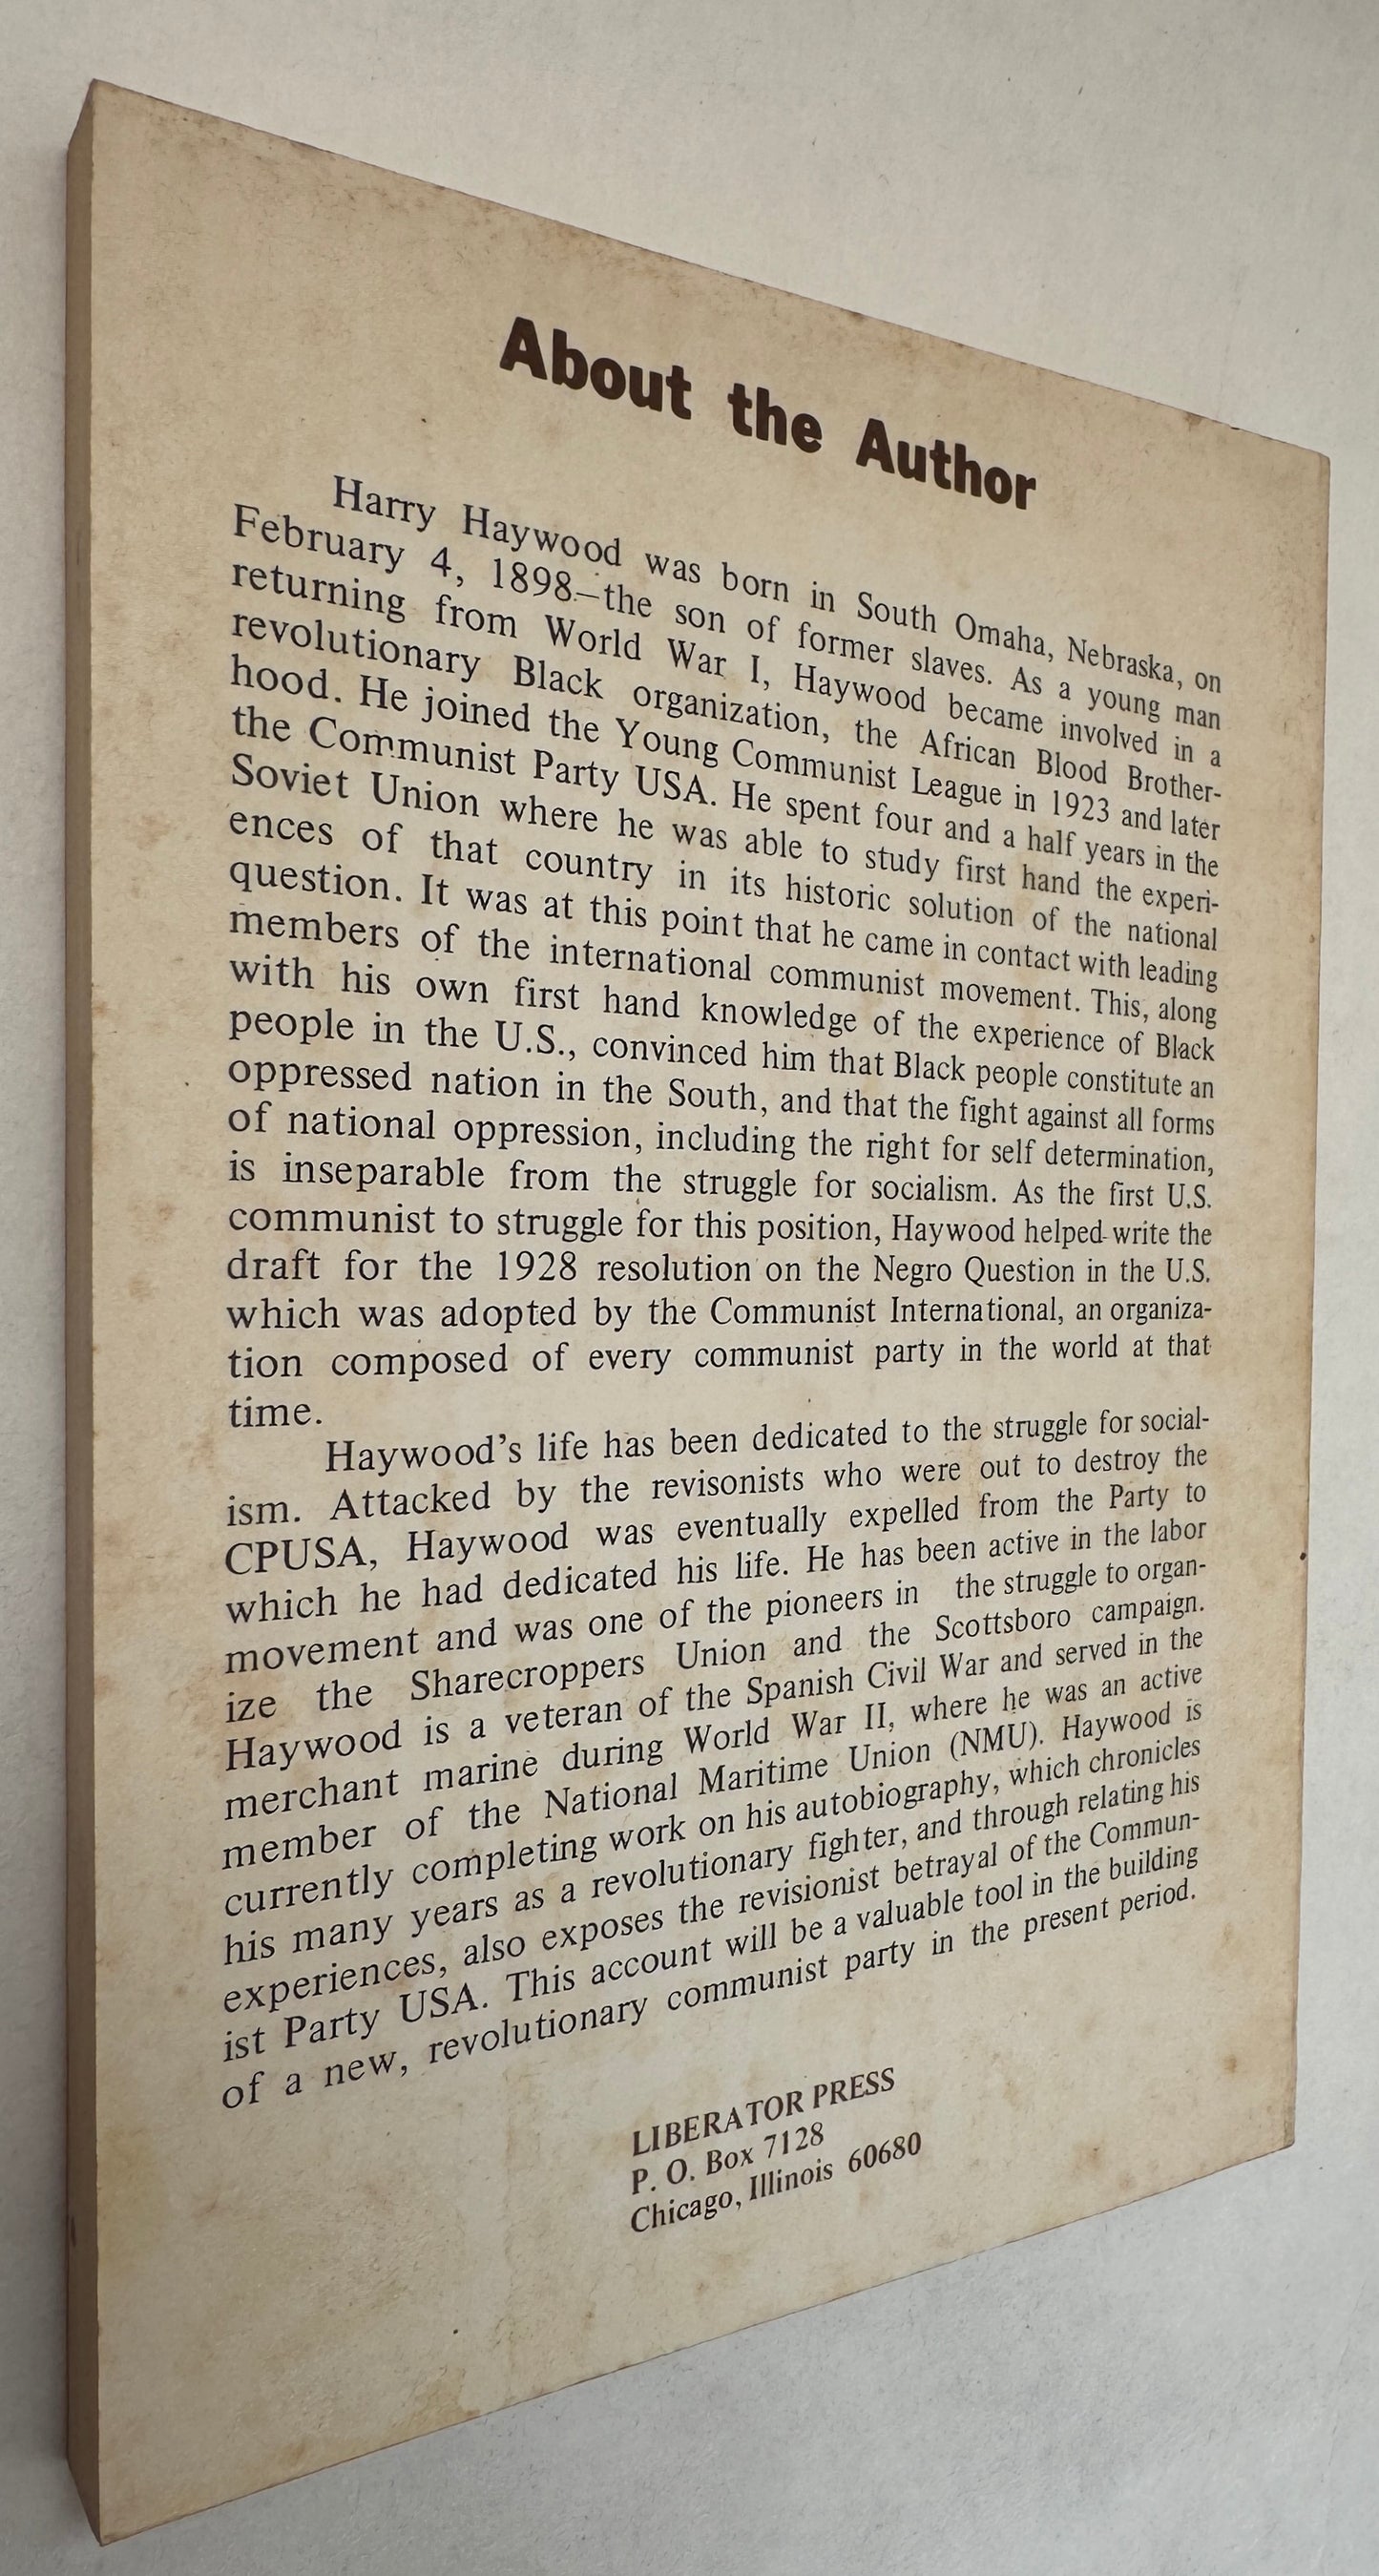 About the Author
Harry Haywood was born in South Omaha, Nebraska, on
February 4, 1898—the son of former slaves. As a young man
returning from World War I, Haywood became involved in a
revolutionary Black organization, the African Blood Brother-
hood. He joined the Young Communist League in 1923 and later
the Communist Party USA. He spent four and a half years in the
Soviet Union where he was able to study first hand the experi-
ences of that country in its historic solution of the national
question. It was at this point that he came in contact with leading
members of the international communist movement. This, along
with his own first hand knowledge of the experience of Black
people in the U.S., convinced him that Black people constitute an
oppressed nation in the South, and that the fight against all forms
of national oppression, including the right for self determination,
is inseparable from the struggle for socialism. As the first U.S.
communist to struggle for this position, Haywood helped write the
draft for the 1928 resolution on the Negro Question in the U.S.
which was adopted by the Communist International, an organiza-
tion composed of every communist party in the world at that
time.
Haywood's life has been dedicated to the struggle for social-
ism. Attacked by the revisonists who were out to destroy the
CPUSA, Haywood was eventually expelled from the Party to
which he had dedicated his life. He has been active in the labor
movement and was one of the pioneers in the struggle to organ-
ize the Sharecroppers Union and the Scottsboro campaign.
Haywood is a veteran of the Spanish Civil War and served in the
merchant marine during World War II, where he was an active
member of the National Maritime Union (NMU). Haywood is
currently completing work on his autobiography, which chronicles
his many years as a revolutionary fighter, and through relating his
experiences, also exposes the revisionist betrayal of the Commun-
ist Party USA. This account will be a valuable tool in the building
of a new, revolutionary communist party in the present period.
LIBERATOR PRESS
P. O. Box 7128
Chicago, Illinois 60680